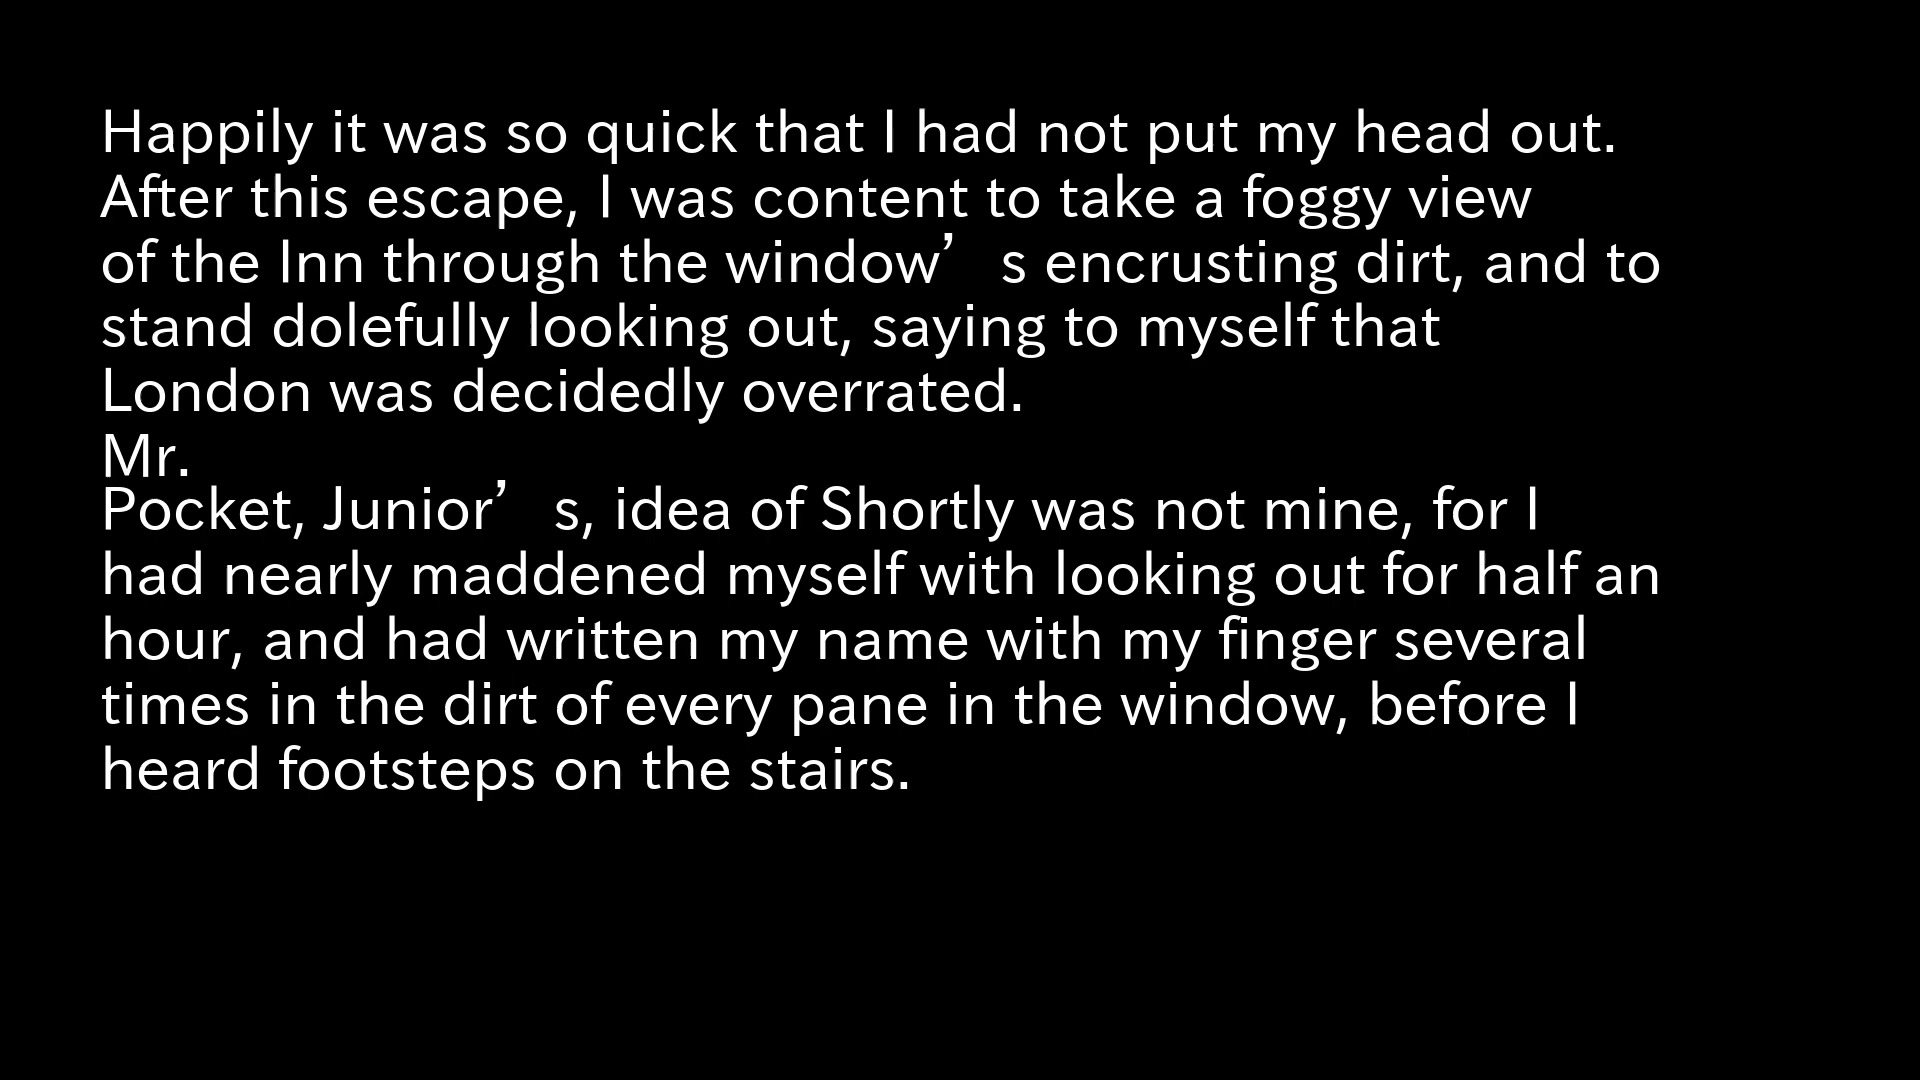 Happily it was so quick that I had not put my head out.
After this escape, I was content to take a foggy view
of the Inn through the window’s encrusting dirt, and to
stand dolefully looking out, saying to myself that
London was decidedly overrated.
Mr.
Pocket, Junior’s, idea of Shortly was not mine, for I
had nearly maddened myself with looking out for half an
hour, and had written my name with my finger several
times in the dirt of every pane in the window, before I
heard footsteps on the stairs.